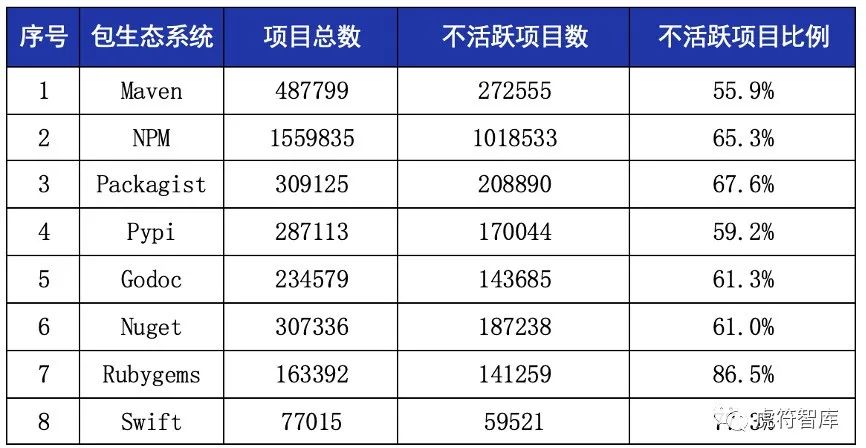 序号 包生态系统 项目总数 不活跃项目数 不活跃项目比例
1 Maven 487799 272555 55.9%
2 NPM 1559835 1018533 65.3%
3 Packagist 309125 208890 67.6%
4 Pypi 287113 170044 59.2%
5 Godoc 234579 143685 61.3%
6 Nuget 307336 187238 61.0%
7 Rubygems 163392 141259 86.5%
8 Swift 77015 59521
虎符智库